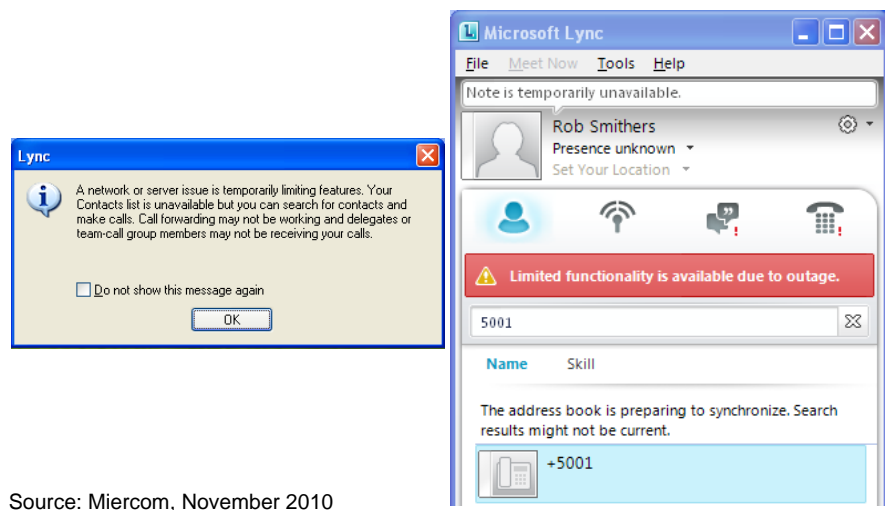 Lync
A network or server issue is temporarily limiting features. Your
Contacts list is unavailable but you can search for contacts and
make calls. Call forwarding may not be working and delegates or
team-call group members may not be receiving your calls.
Do not show this message again
OK
Microsoft Lync
File Meet Now Tools Help
Note is temporarily unavailable.
Rob Smithers
Presence unknown
Set Your Location
Limited functionality is available due to outage.
5001
Name Skill
The address book is preparing to synchronize. Search
results might not be current.
+5001
Source: Miercom, November 2010